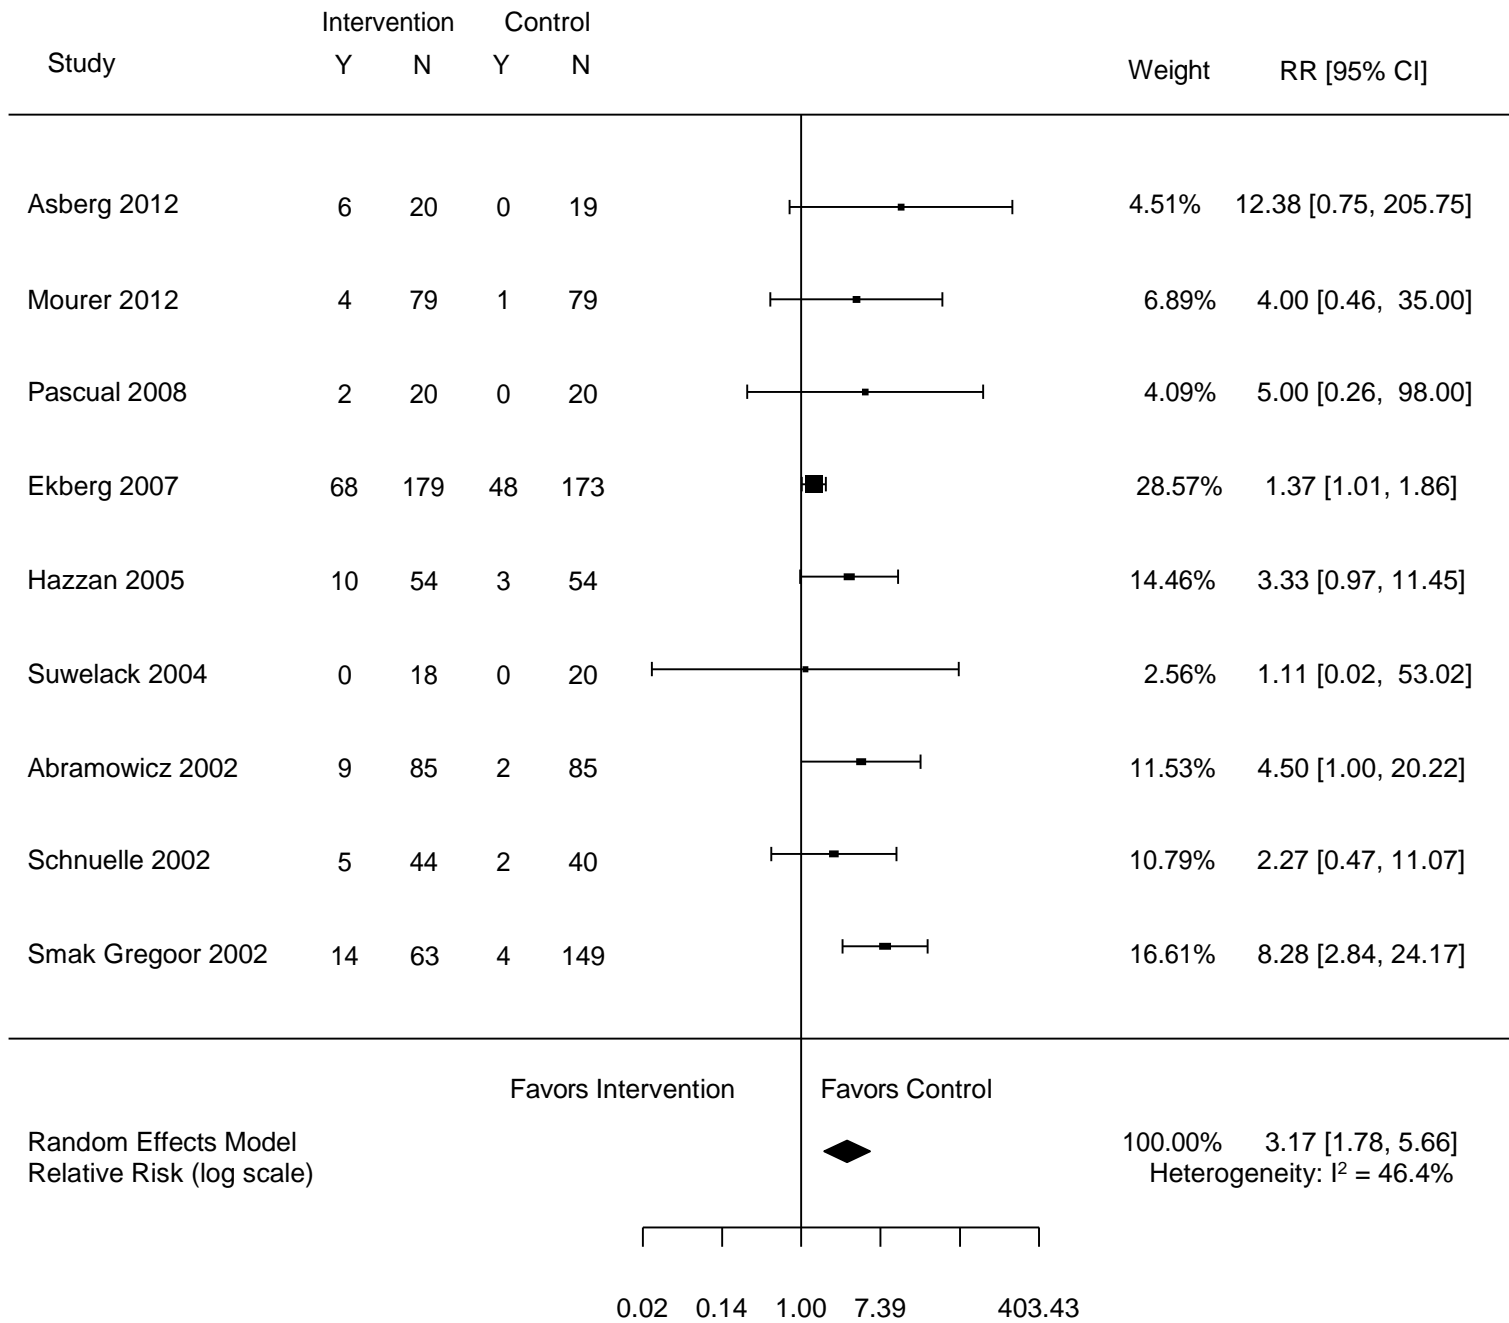 Intervention Control
Study Y N Y N Weight RR [95% CI]
Asberg 2012 6 20 0 19 4.51% 12.38 [0.75, 205.75]
Mourer 2012 4 79 1 79 6.89% 4.00 [0.46, 35.00]
Pascual 2008 2 20 0 20 4.09% 5.00 [0.26, 98.00]
Ekberg 2007 68 179 48 173 28.57% 1.37 [1.01, 1.86]
Hazzan 2005 10 54 3 54 14.46% 3.33 [0.97, 11.45]
Suwelack 2004 0 18 0 20 2.56% 1.11 [0.02, 53.02]
Abramowicz 2002 9 85 2 85 11.53% 4.50 [1.00, 20.22]
Schnuelle 2002 5 44 2 40 10.79% 2.27 [0.47, 11.07]
Smak Gregoor 2002 14 63 4 149 16.61% 8.28 [2.84, 24.17]
Favors Intervention Favors Control
Random Effects Model 100.00% 3.17 [1.78, 5.66]
Relative Risk (log scale) Heterogeneity: I² = 46.4%
0.02 0.14 1.00 7.39 403.43